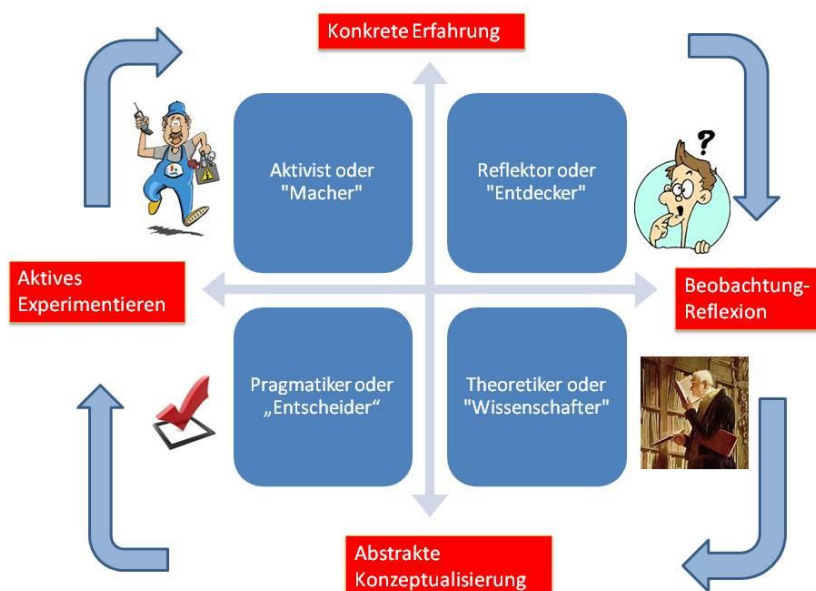 Konkrete Erfahrung
Aktivist oder
"Macher"
Reflektor oder
"Entdecker"
?
Aktives
Experimentieren
Beobachtung-
Reflexion
Pragmatiker oder
„Entscheider“
Theoretiker oder
"Wissenschafter"
Abstrakte
Konzeptualisierung